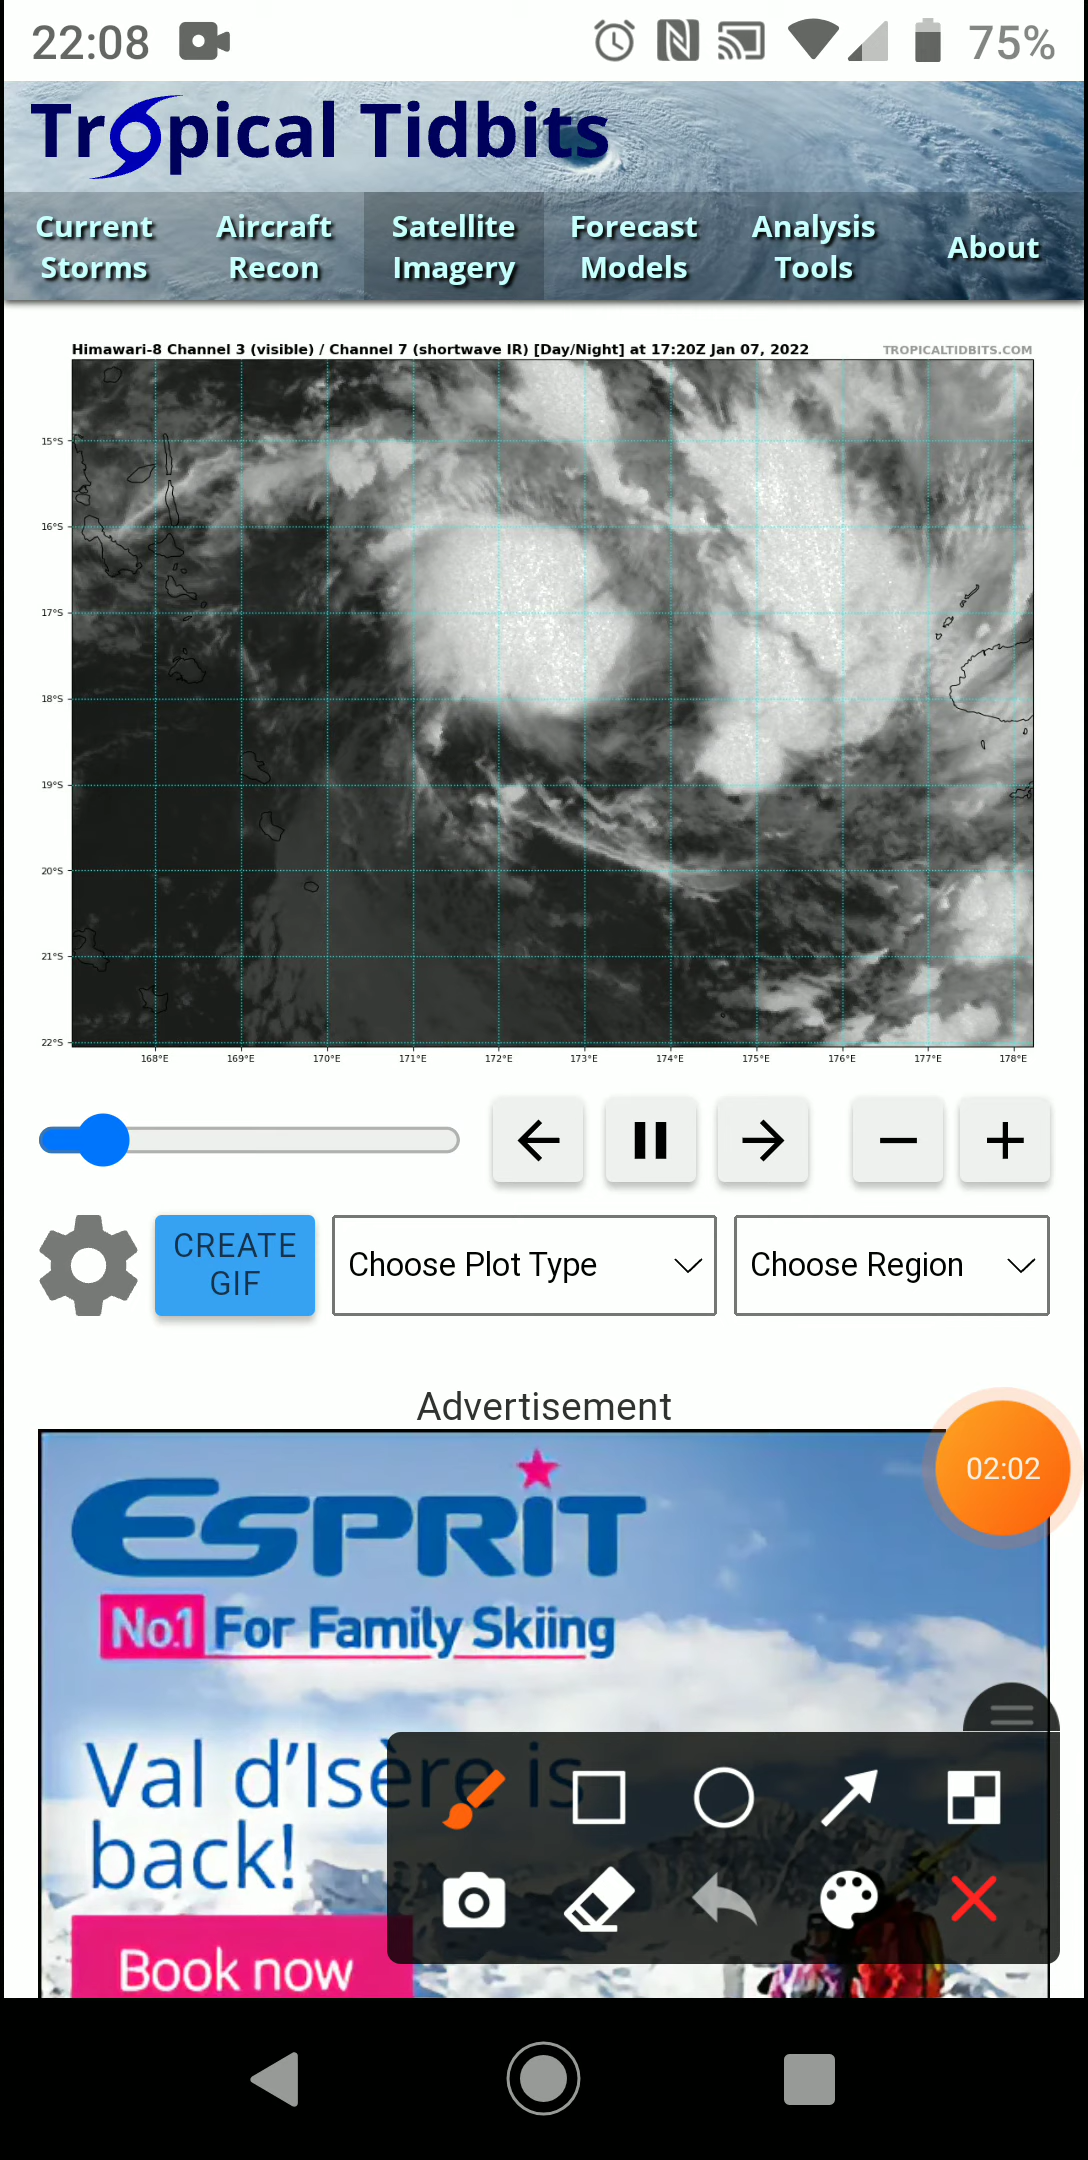 22:08
75%
Tropical Tidbits
Current Storms
Aircraft Recon
Satellite Imagery
Forecast Models
Analysis Tools
About
Himawari-8 Channel 3 (visible) / Channel 7 (shortwave IR) [Day/Night] at 17:20Z Jan 07, 2022
TROPICALTIDBITS.COM
15°S
16°S
17°S
18°S
19°S
20°S
21°S
22°S
168°E 169°E 170°E 171°E 172°E 173°E 174°E 175°E 176°E 177°E 178°E
CREATE
GIF
Choose Plot Type
Choose Region
Advertisement
02:02
ESPRIT
No.1 For Family Skiing
Val d'Isère is
back!
Book now